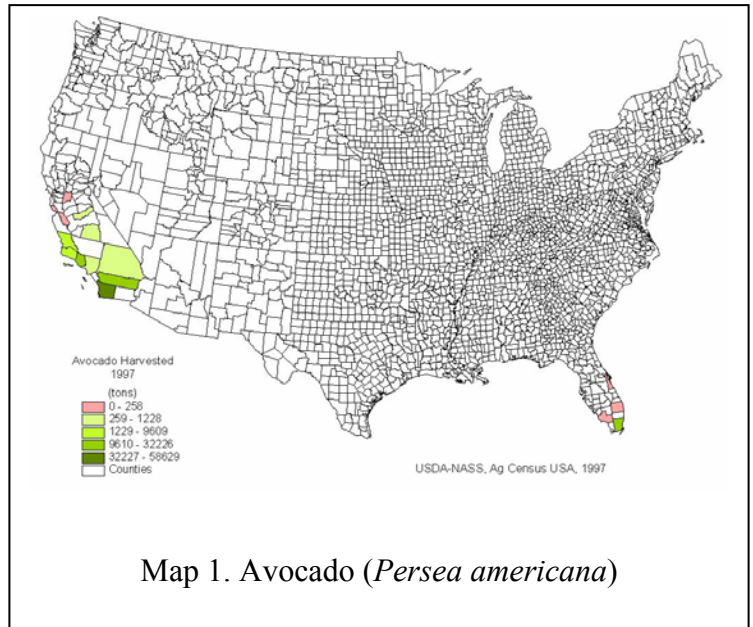 Avocado Harvested
1997
(tons)
0 - 258
259 - 1228
1229 - 9609
9610 - 32226
32227 - 58629
Counties
USDA-NASS, Ag Census USA, 1997
Map 1. Avocado (Persea americana)